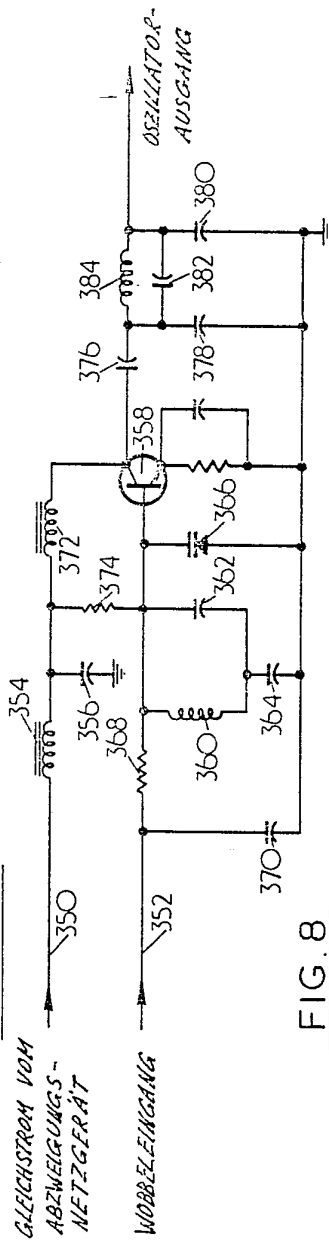 GLEICHSTROM VOM
ABZWEIGUNGS-
NETZGERÄT
WOBBELEINGANG
350
352
354
356
368
374
372
360
362
364
366
370
358
376
384
382
378
380
OSZILLATOR-
AUSGANG
FIG. 8